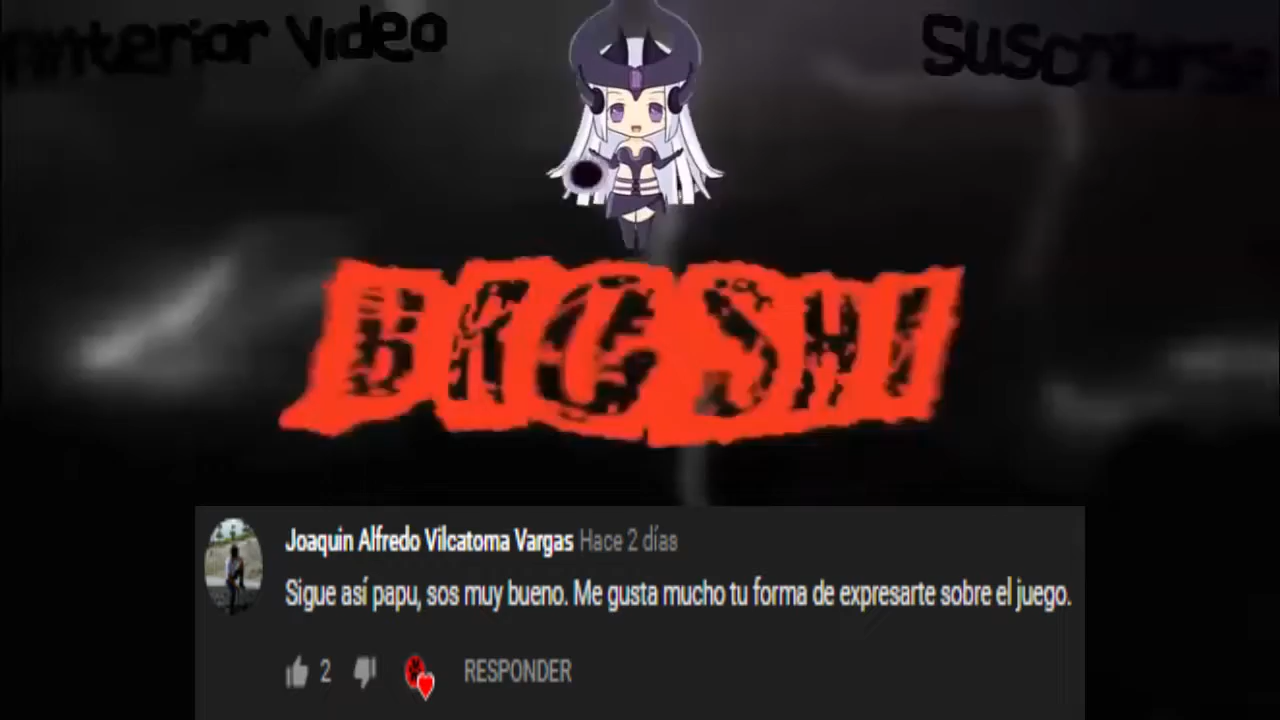 Anterior Video
Suscribirse
Joaquin Alfredo Vilcatoma Vargas Hace 2 días
Sigue así papu, sos muy bueno. Me gusta mucho tu forma de expresarte sobre el juego.
2
RESPONDER